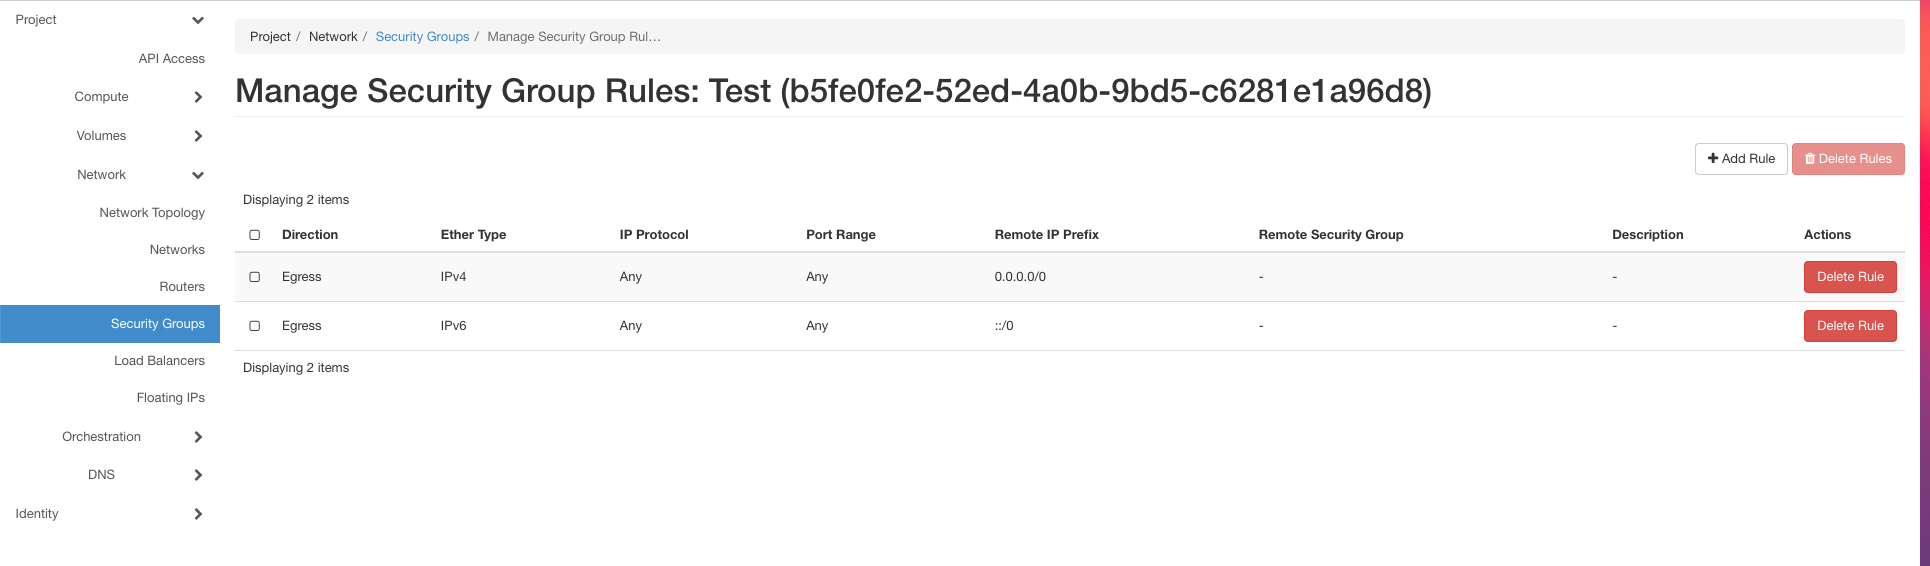 Project
API Access
Compute
Volumes
Network
Network Topology
Networks
Routers
Security Groups
Load Balancers
Floating IPs
Orchestration
DNS
Identity
Project / Network / Security Groups / Manage Security Group Rul…
Manage Security Group Rules: Test (b5fe0fe2-52ed-4a0b-9bd5-c6281e1a96d8)
Add Rule Delete Rules
Displaying 2 items
Direction Ether Type IP Protocol Port Range Remote IP Prefix Remote Security Group Description Actions
Egress IPv4 Any Any 0.0.0.0/0 - - Delete Rule
Egress IPv6 Any Any ::/0 - - Delete Rule
Displaying 2 items